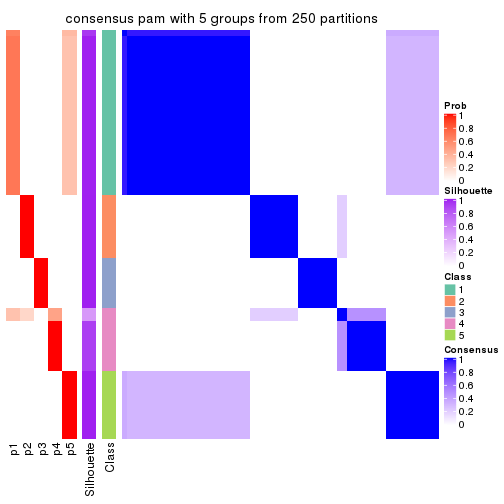 consensus pam with 5 groups from 250 partitions
Prob
1
0.8
0.6
0.4
0.2
0
Silhouette
1
0.8
0.6
0.4
0.2
0
Class
1
2
3
4
5
Consensus
1
0.8
0.6
0.4
0.2
0
p1
p2
p3
p4
p5
Silhouette
Class